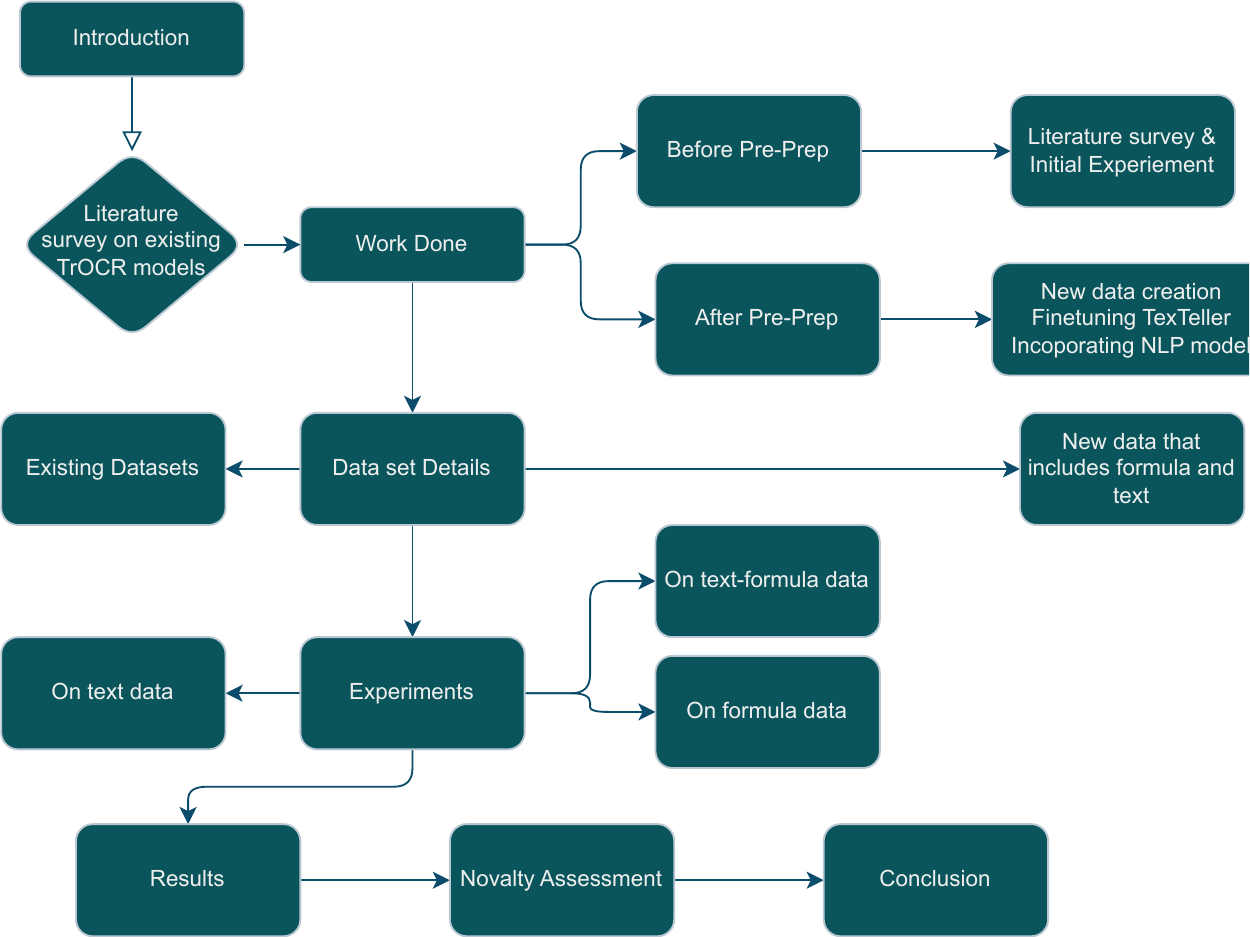 Introduction
Literature
survey on existing
TrOCR models
Work Done
Before Pre-Prep
Literature survey &
Initial Experiement
After Pre-Prep
New data creation
Finetuning TexTeller
Incoporating NLP model
Existing Datasets
Data set Details
New data that
includes formula and
text
On text-formula data
On text data
Experiments
On formula data
Results
Novalty Assessment
Conclusion